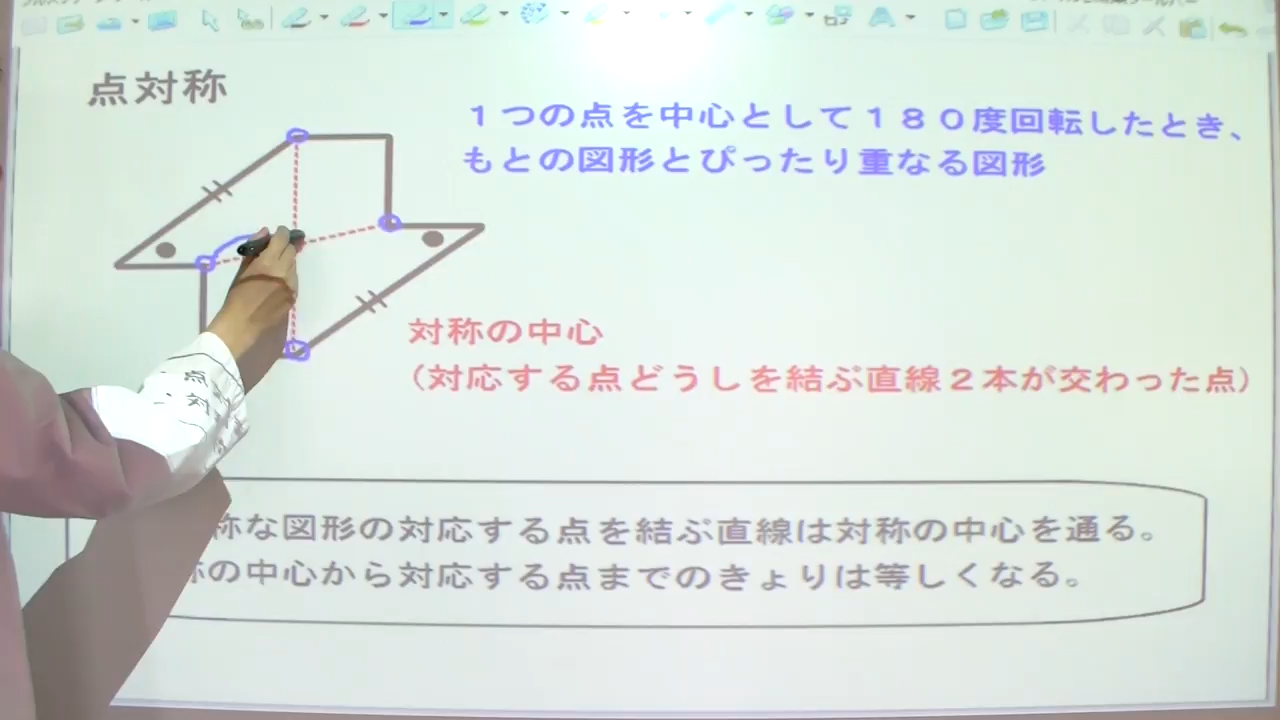 点対称
１つの点を中心として１８０度回転したとき、
もとの図形とぴったり重なる図形
対称の中心
（対応する点どうしを結ぶ直線２本が交わった点）
称な図形の対応する点を結ぶ直線は対称の中心を通る。
称の中心から対応する点までのきょりは等しくなる。